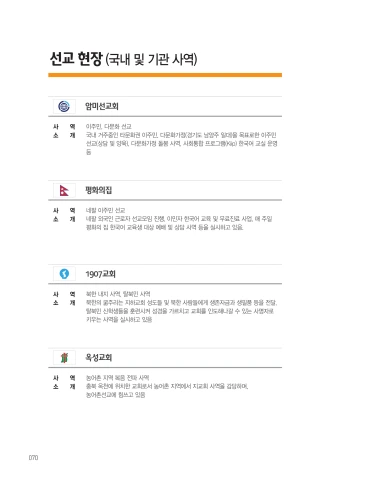 선교 현장 (국내 및 기관 사역)
암미선교회
사 역 이주민, 다문화 선교
소 개 국내 거주중인 타문화권 이주민, 다문화가정(경기도 남양주 일대)을 목표로한 이주민
선교(상담 및 양육), 다문화가정 돌봄 사역, 사회통합 프로그램(Kiip) 한국어 교실 운영
등
평화의집
사 역 네팔 이주민 선교
소 개 네팔 외국인 근로자 선교모임 진행, 이민자 한국어 교육 및 무료진료 사업, 매 주일
평화의 집 한국어 교육생 대상 예배 및 상담 사역 등을 실시하고 있음.
1907교회
사 역 북한 내지 사역, 탈북민 사역
소 개 북한의 굶주리는 지하교회 성도들 및 북한 사람들에게 생존자금과 생필품 등을 전달.
탈북민 신학생들을 훈련시켜 성경을 가르치고 교회를 인도해나갈 수 있는 사명자로
키우는 사역을 실시하고 있음
옥성교회
사 역 농어촌 지역 복음 전파 사역
소 개 충북 옥천에 위치한 교회로서 농어촌 지역에서 지교회 사역을 감당하며,
농어촌선교에 힘쓰고 있음
070